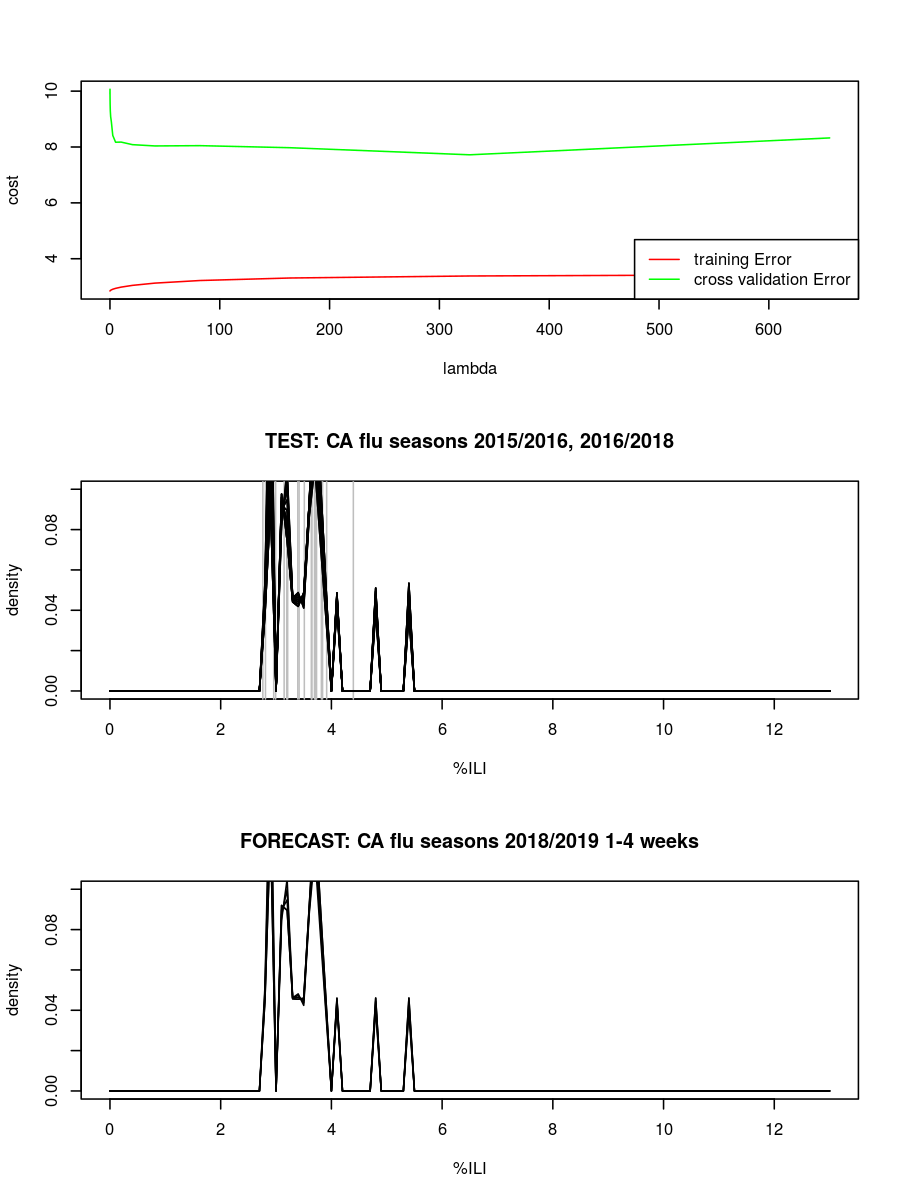 10
8
6
4
cost
training Error
cross validation Error
0 100 200 300 400 500 600
lambda
TEST: CA flu seasons 2015/2016, 2016/2018
0.08
0.04
0.00
density
0 2 4 6 8 10 12
%ILI
FORECAST: CA flu seasons 2018/2019 1-4 weeks
0.08
0.04
0.00
density
0 2 4 6 8 10 12
%ILI